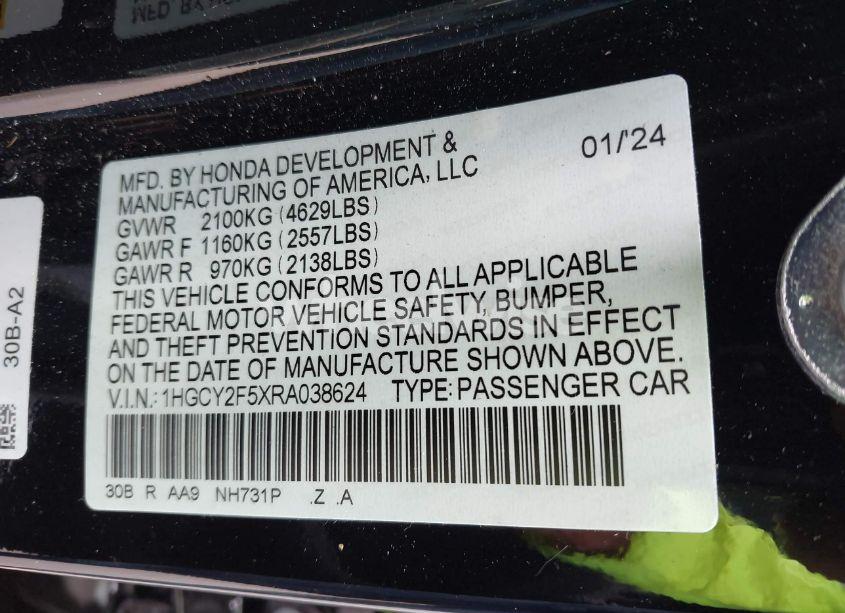 MFD. BY HONDA DEVELOPMENT &
MANUFACTURING OF AMERICA, LLC
01/'24
GVWR 2100KG (4629LBS)
GAWR F 1160KG (2557LBS)
GAWR R 970KG (2138LBS)
THIS VEHICLE CONFORMS TO ALL APPLICABLE
FEDERAL MOTOR VEHICLE SAFETY, BUMPER,
AND THEFT PREVENTION STANDARDS IN EFFECT
ON THE DATE OF MANUFACTURE SHOWN ABOVE.
V.I.N.: 1HGCY2F5XRA038624 TYPE: PASSENGER CAR
30B R AA9 NH731P .Z .A
30B-A2